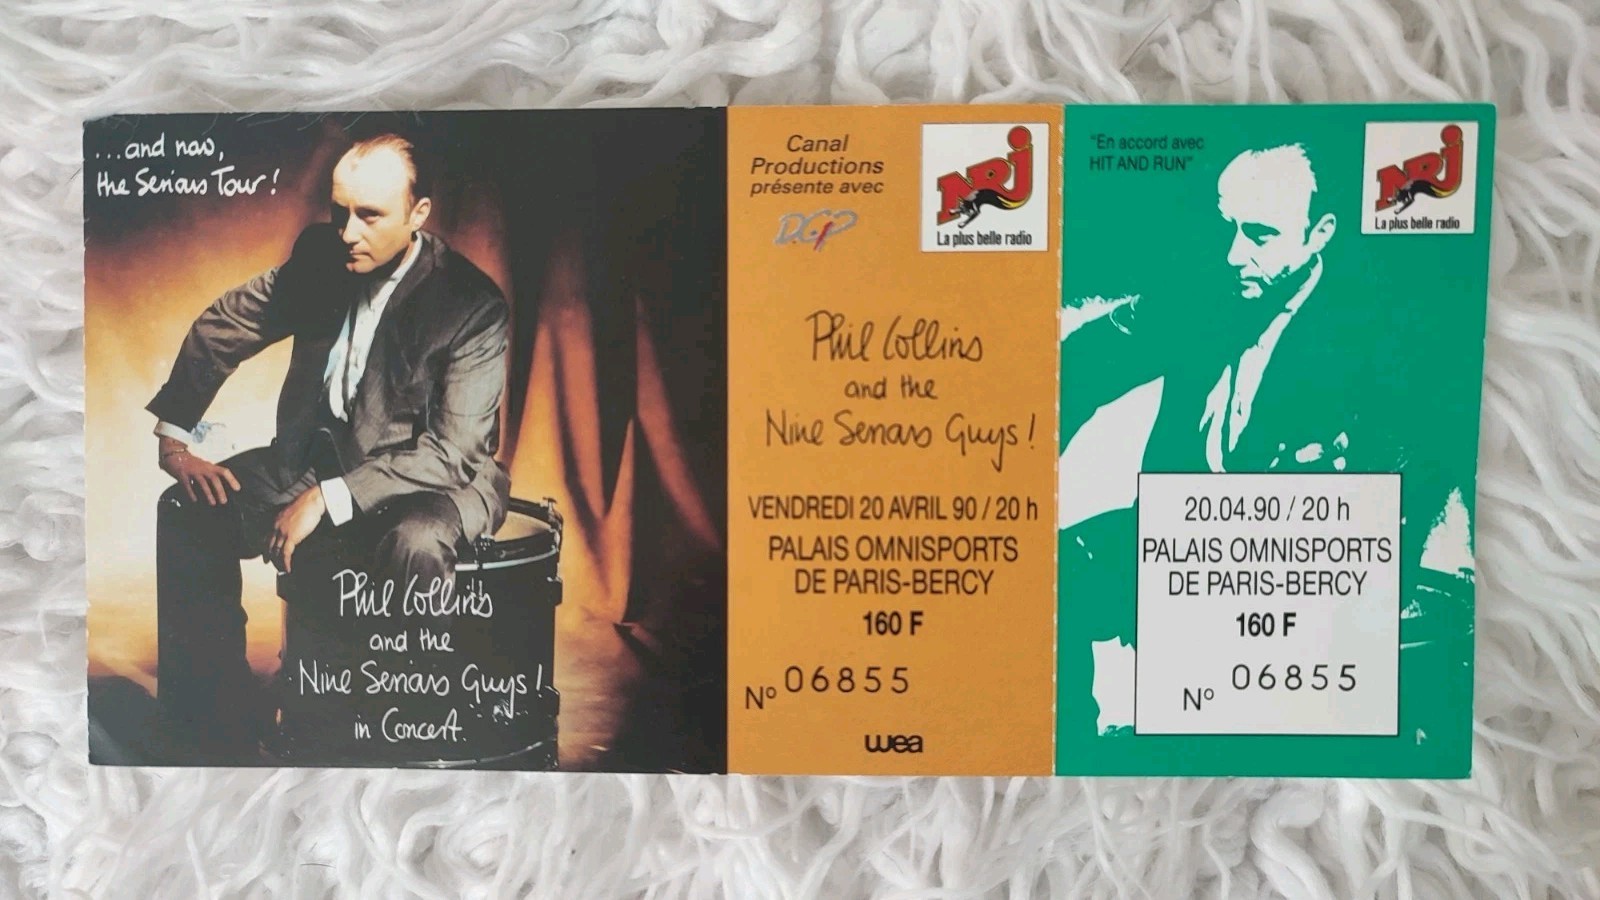 ...and now,
the Serious Tour!
Phil Collins
and the
Nine Serious Guys!
in Concert.
Canal
Productions
présente avec
D.G.P
NRJ
La plus belle radio
Phil Collins
and the
Nine Serious Guys!
VENDREDI 20 AVRIL 90 / 20 h
PALAIS OMNISPORTS
DE PARIS-BERCY
160 F
Nº 06855
wea
"En accord avec
HIT AND RUN"
NRJ
La plus belle radio
20.04.90 / 20 h
PALAIS OMNISPORTS
DE PARIS-BERCY
160 F
Nº 06855